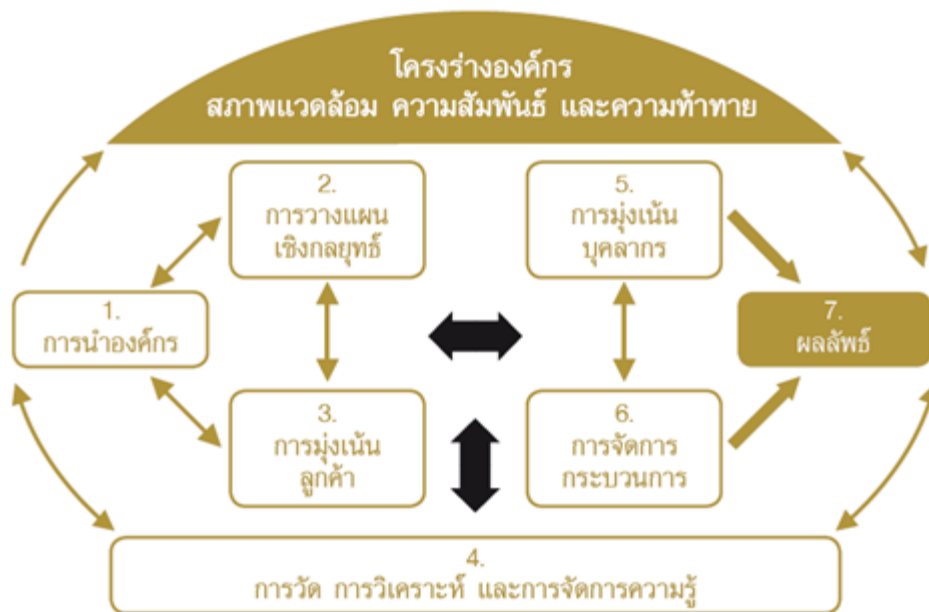 โครงร่างองค์กร
สภาพแวดล้อม ความสัมพันธ์ และความท้าทาย
2.
การวางแผน
เชิงกลยุทธ์
5.
การมุ่งเน้น
บุคลากร
1.
การนำองค์กร
7.
ผลลัพธ์
3.
การมุ่งเน้น
ลูกค้า
6.
การจัดการ
กระบวนการ
4.
การวัด การวิเคราะห์ และการจัดการความรู้